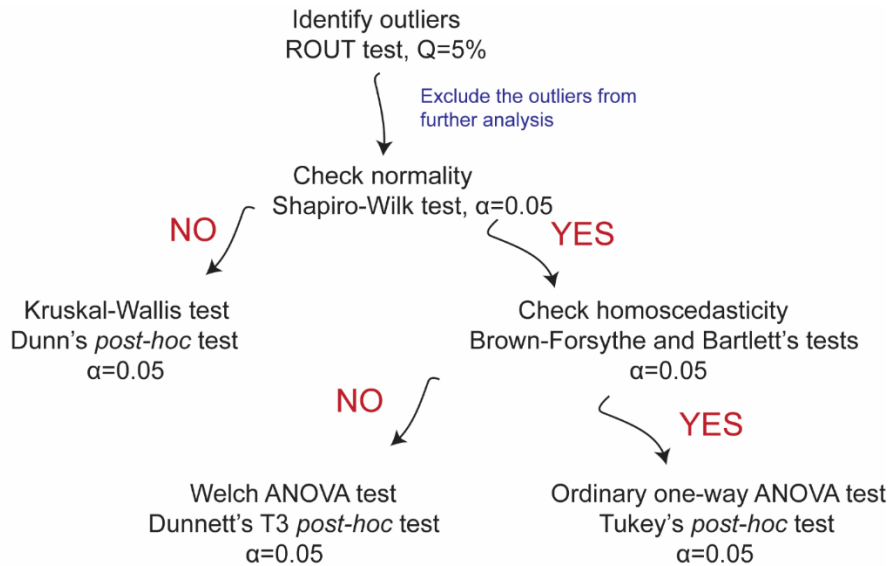 Identify outliers
ROUT test, Q=5%
Exclude the outliers from
further analysis
Check normality
Shapiro-Wilk test, α=0.05
NO
YES
Kruskal-Wallis test
Dunn's post-hoc test
α=0.05
Check homoscedasticity
Brown-Forsythe and Bartlett's tests
α=0.05
NO
YES
Welch ANOVA test
Dunnett's T3 post-hoc test
α=0.05
Ordinary one-way ANOVA test
Tukey's post-hoc test
α=0.05